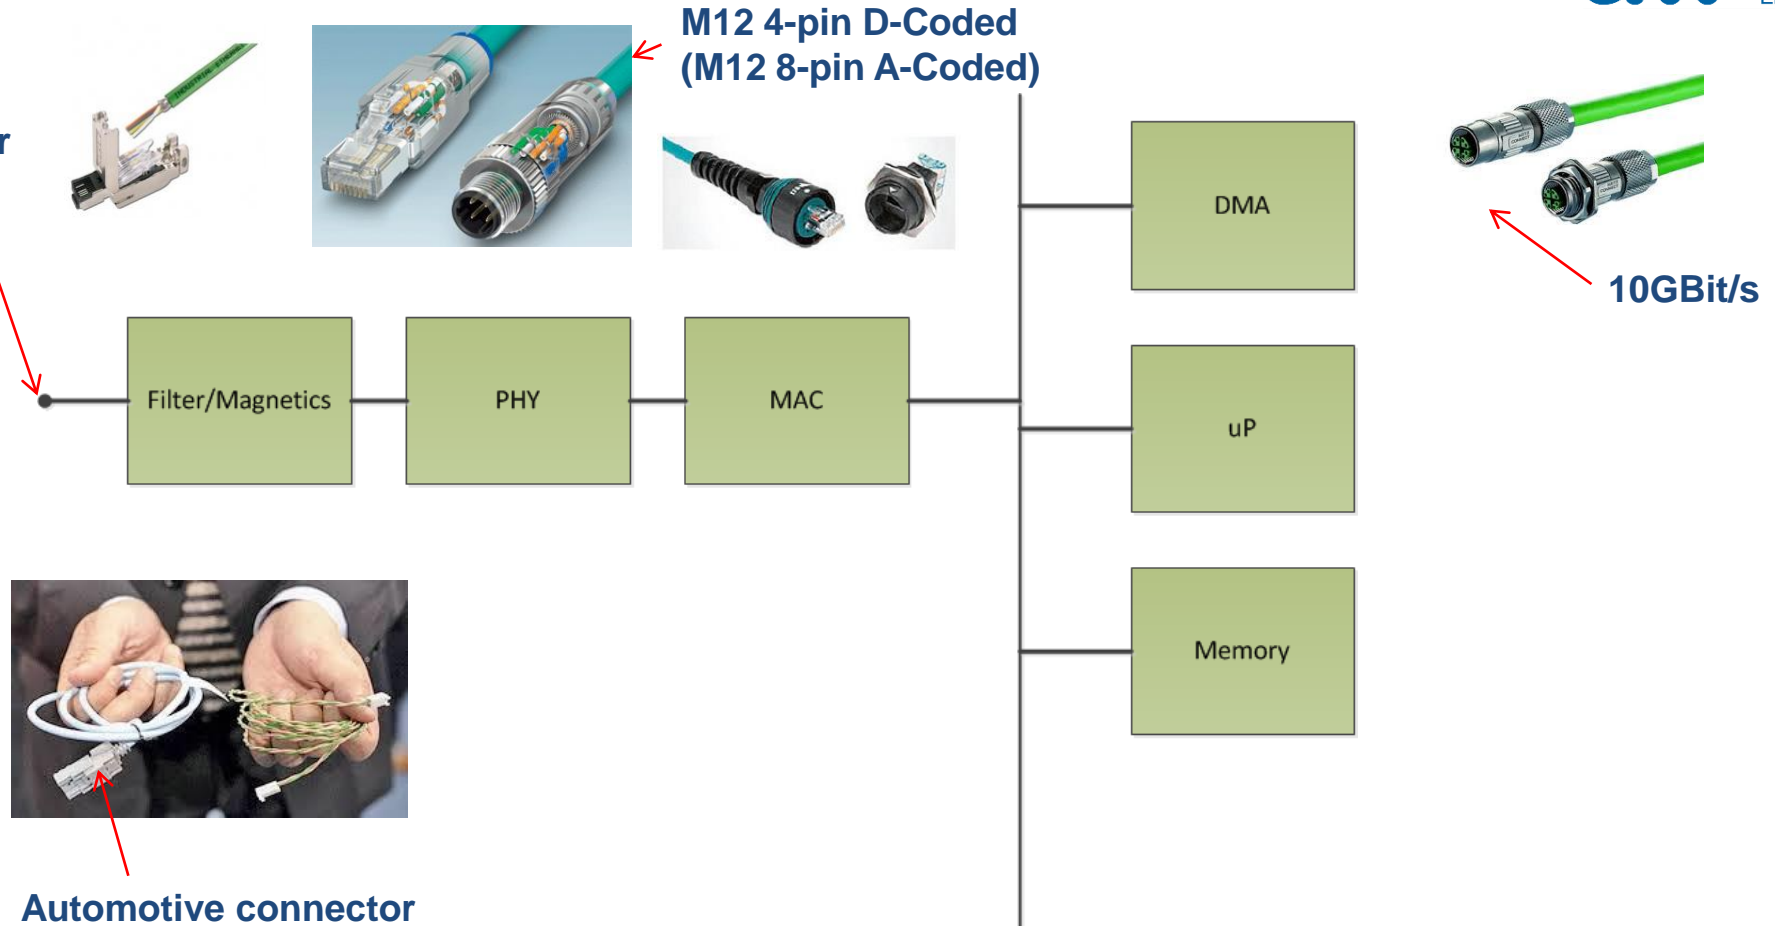 M12 4-pin D-Coded
(M12 8-pin A-Coded)
DMA
10GBit/s
Filter/Magnetics
PHY
MAC
uP
Memory
Automotive connector